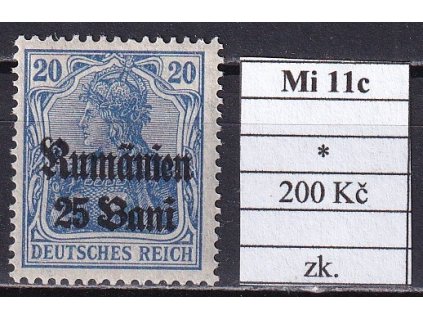 20 20
Rumänien
25 Bani
DEUTSCHES REICH
Mi 11c
*
200 Kč
zk.